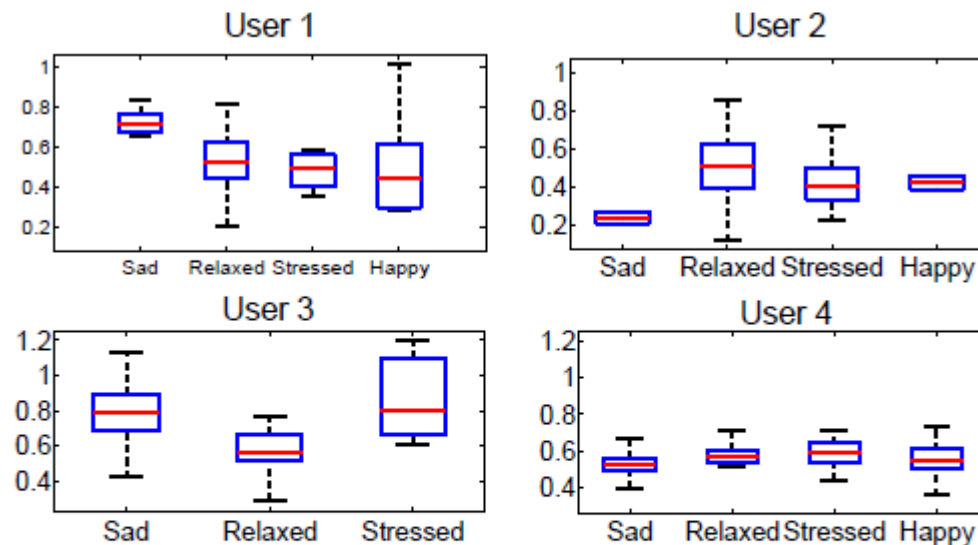 User 1
1
0.8
0.6
0.4
0.2
Sad Relaxed Stressed Happy
User 2
1
0.8
0.6
0.4
0.2
Sad Relaxed Stressed Happy
User 3
1.2
1
0.8
0.6
0.4
Sad Relaxed Stressed
User 4
1.2
1
0.8
0.6
0.4
Sad Relaxed Stressed Happy